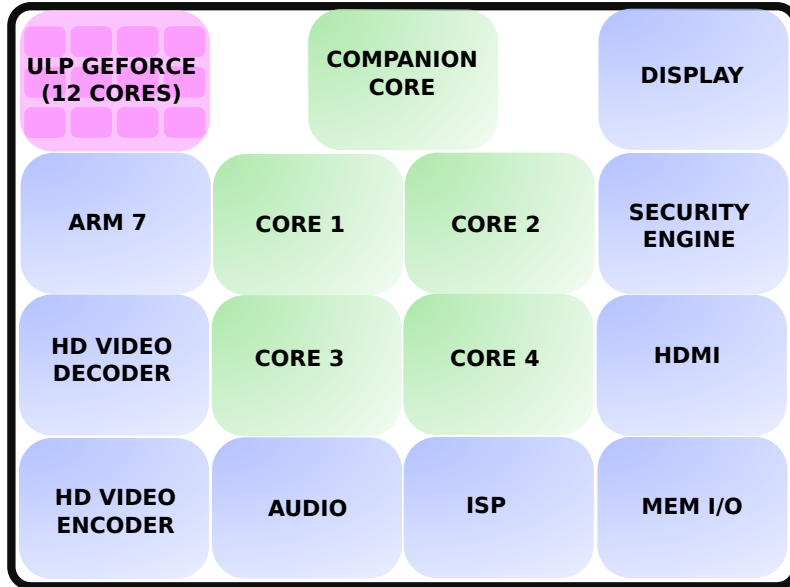 ULP GEFORCE
(12 CORES)
COMPANION
CORE
DISPLAY
ARM 7
CORE 1
CORE 2
SECURITY
ENGINE
HD VIDEO
DECODER
CORE 3
CORE 4
HDMI
HD VIDEO
ENCODER
AUDIO
ISP
MEM I/O